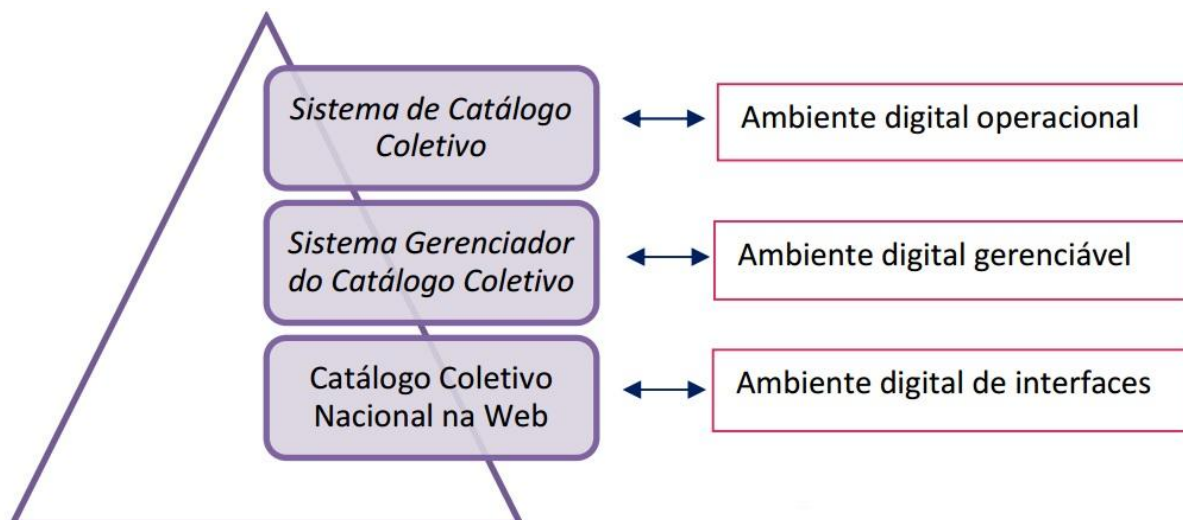 Sistema de Catálogo
Coletivo
Ambiente digital operacional
Sistema Gerenciador
do Catálogo Coletivo
Ambiente digital gerenciável
Catálogo Coletivo
Nacional na Web
Ambiente digital de interfaces